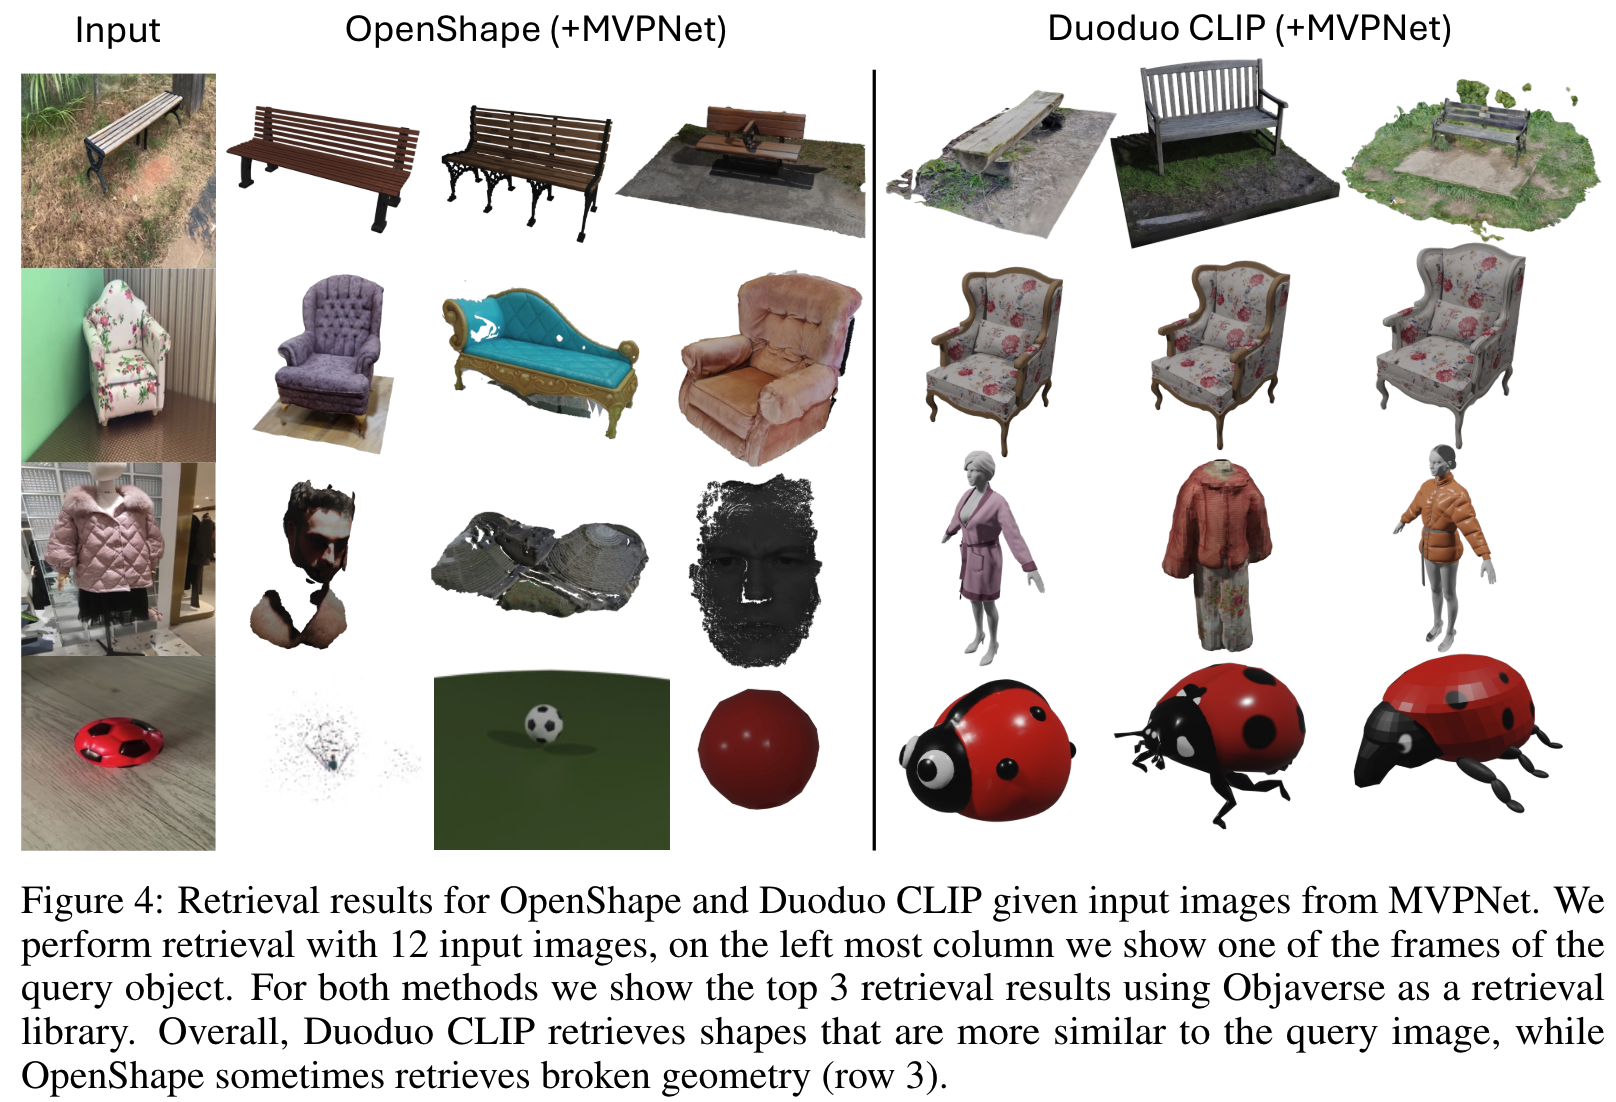 Input
OpenShape (+MVPNet)
Duoduo CLIP (+MVPNet)
Figure 4: Retrieval results for OpenShape and Duoduo CLIP given input images from MVPNet. We
perform retrieval with 12 input images, on the left most column we show one of the frames of the
query object. For both methods we show the top 3 retrieval results using Objaverse as a retrieval
library. Overall, Duoduo CLIP retrieves shapes that are more similar to the query image, while
OpenShape sometimes retrieves broken geometry (row 3).